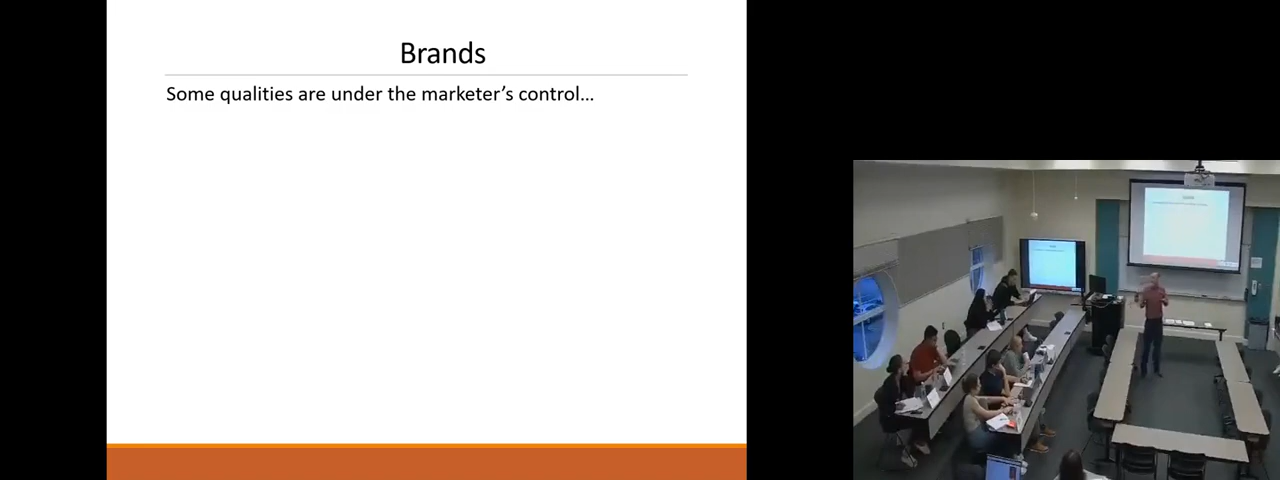 Brands
Some qualities are under the marketer’s control…